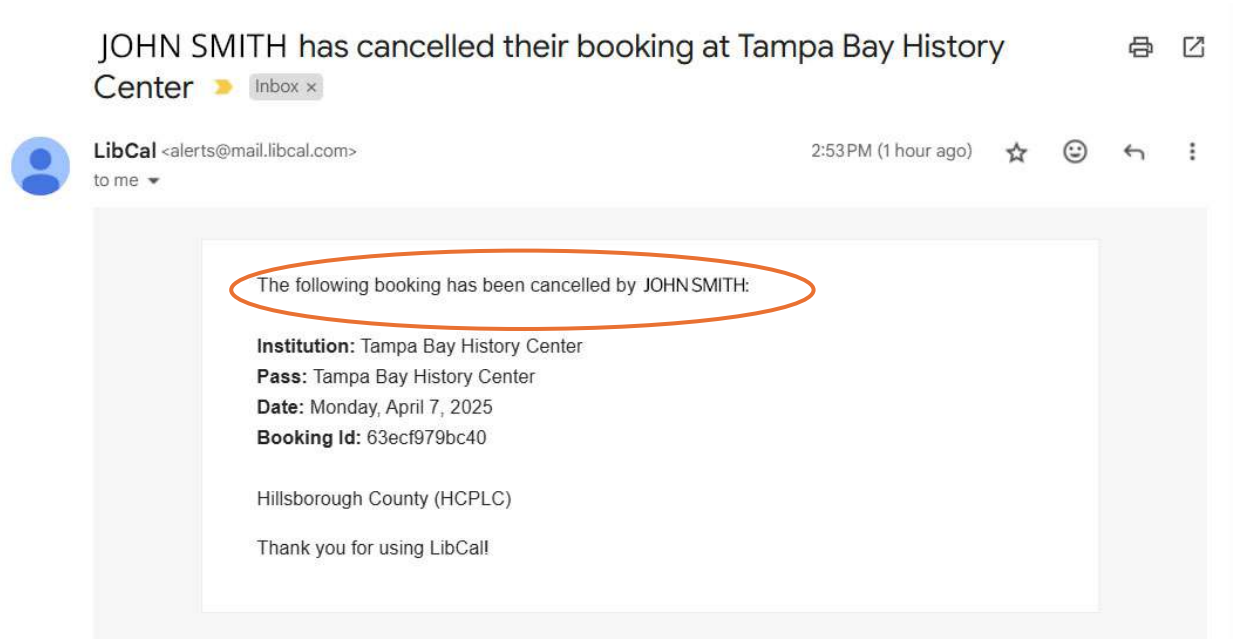 JOHN SMITH has cancelled their booking at Tampa Bay History
Center Inbox ×
LibCal <alerts@mail.libcal.com> 2:53 PM (1 hour ago)
to me
The following booking has been cancelled by JOHN SMITH:
Institution: Tampa Bay History Center
Pass: Tampa Bay History Center
Date: Monday, April 7, 2025
Booking Id: 63ecf979bc40
Hillsborough County (HCPLC)
Thank you for using LibCal!